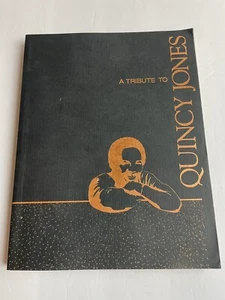 A TRIBUTE TO
QUINCY JONES